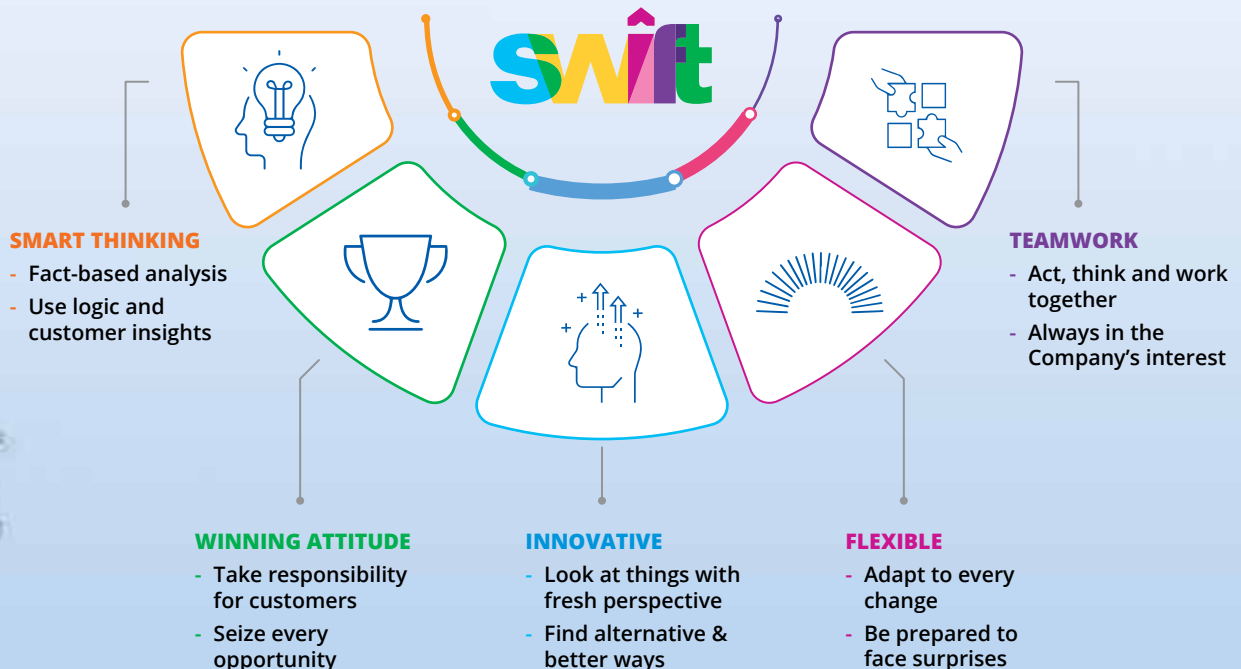 swift
SMART THINKING
- Fact-based analysis
- Use logic and
customer insights
WINNING ATTITUDE
- Take responsibility
for customers
- Seize every
opportunity
INNOVATIVE
- Look at things with
fresh perspective
- Find alternative &
better ways
FLEXIBLE
- Adapt to every
change
- Be prepared to
face surprises
TEAMWORK
- Act, think and work
together
- Always in the
Company’s interest